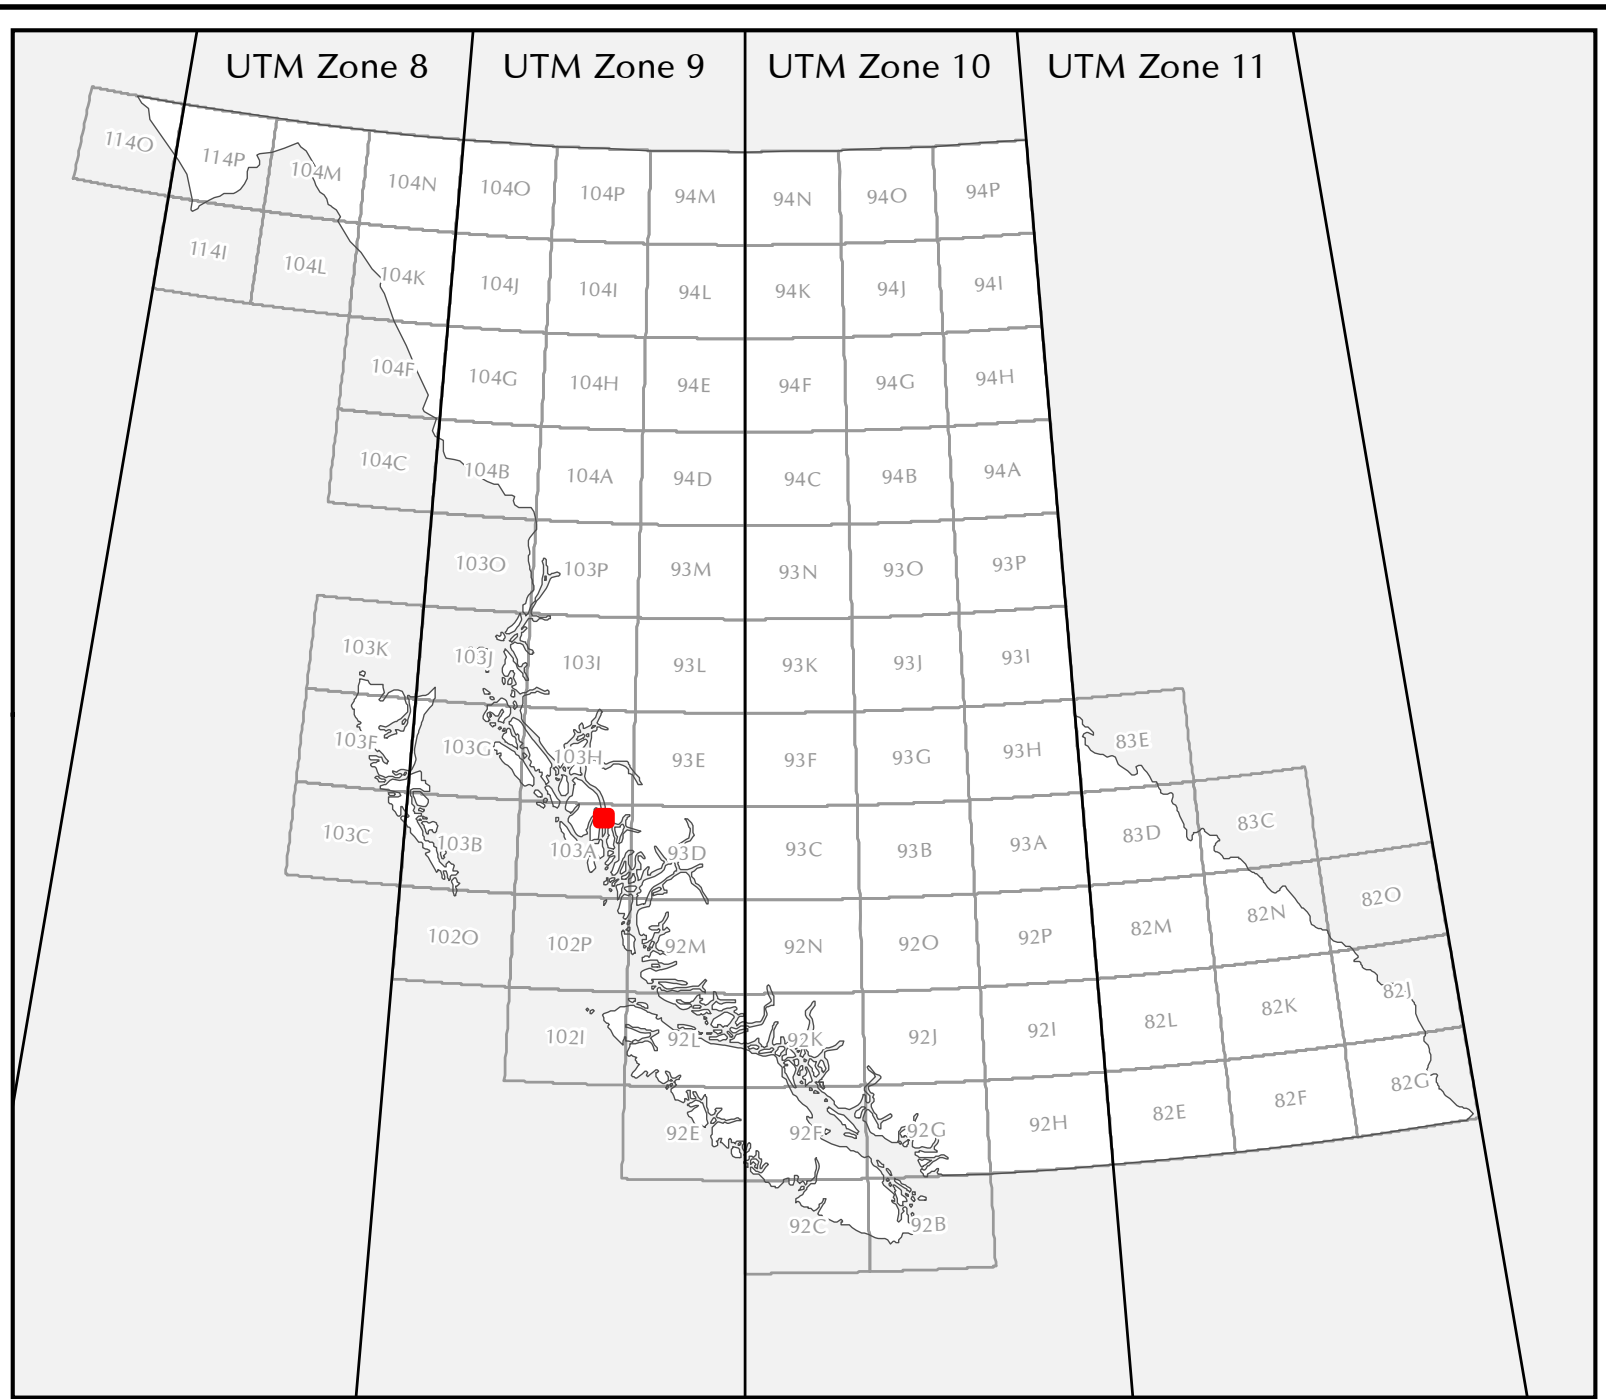 UTM Zone 8 UTM Zone 9 UTM Zone 10 UTM Zone 11
114O 114P 104M 104N 104O 104P 94M 94N 94O 94P
114I 104L 104K 104J 104I 94L 94K 94J 94I
104F 104G 104H 94E 94F 94G 94H
104C 104B 104A 94D 94C 94B 94A
103O 103P 93M 93N 93O 93P
103K 103J 103I 93L 93K 93J 93I
103F 103G 103H 93E 93F 93G 93H 83E
103C 103B 103A 93D 93C 93B 93A 83D 83C
102O 102P 92M 92N 92O 92P 82M 82N 82O
102I 92L 92K 92J 92I 82L 82K 82J
92E 92F 92G 92H 82E 82F 82G
92C 92B